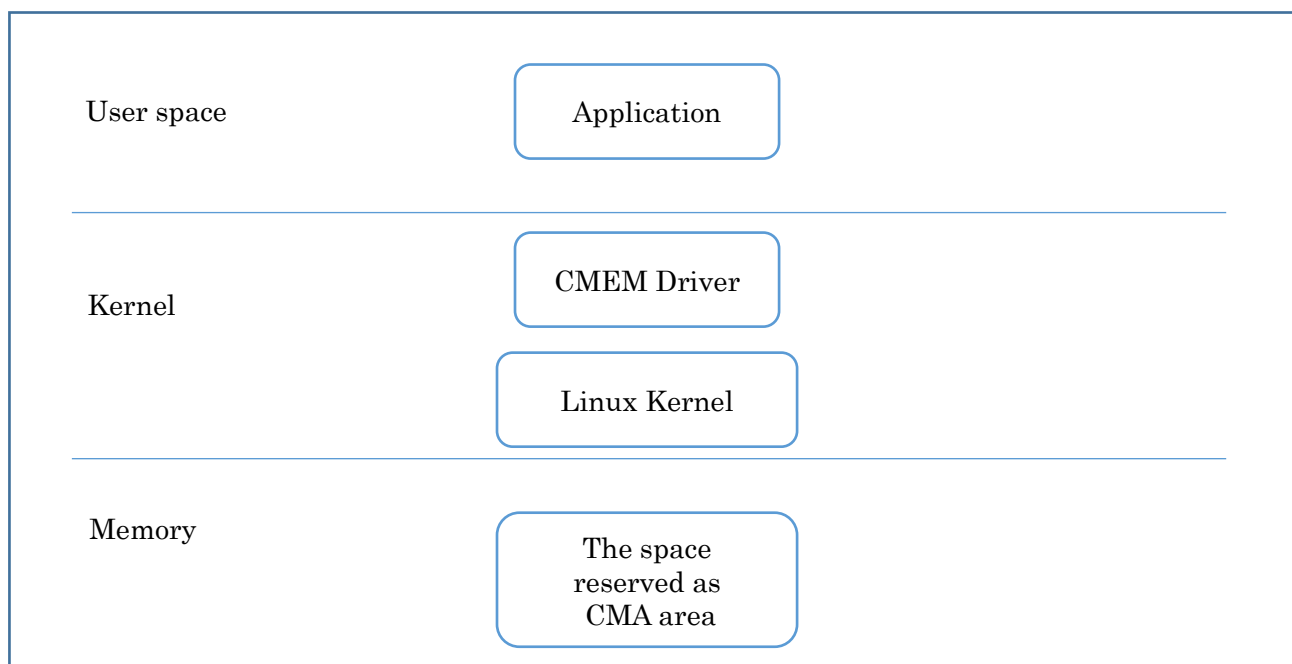 User space
Application
CMEM Driver
Kernel
Linux Kernel
Memory
The space
reserved as
CMA area